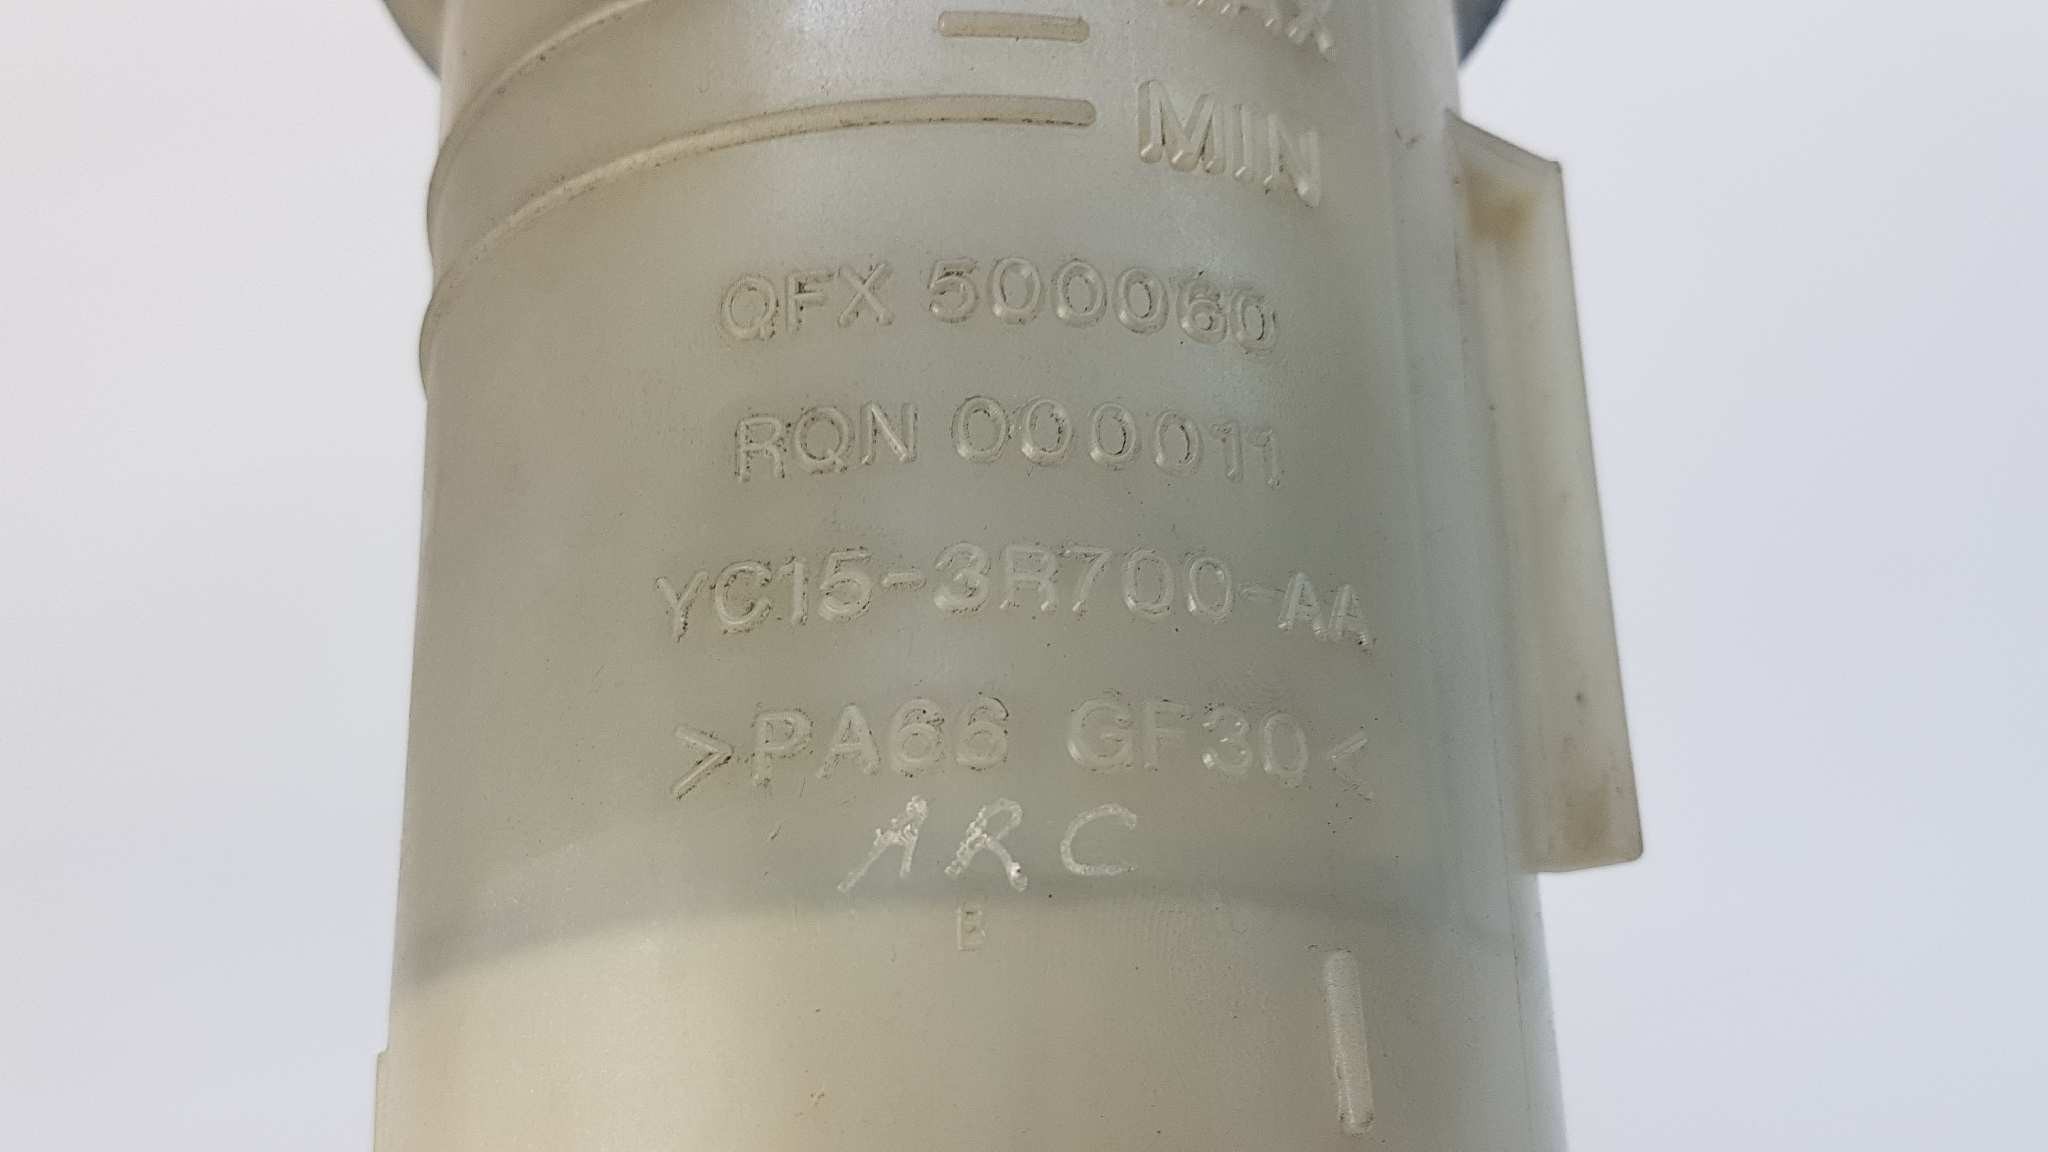 MIN
QFX 500060
RQN 000011
YC15-3R700-AA
>PA66 GF30<
ARC
B